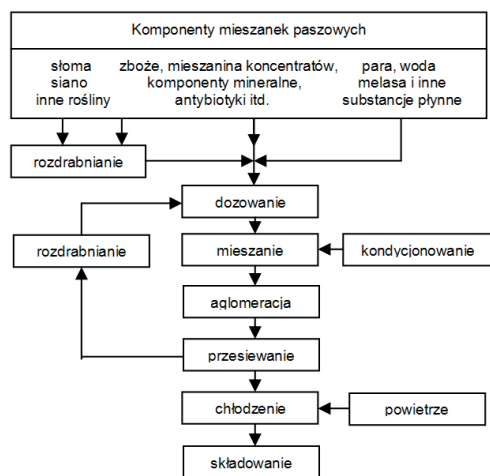 Komponenty mieszanek paszowych
słoma
siano
inne rośliny
zboże, mieszanina koncentratów,
komponenty mineralne,
antybiotyki itd.
para, woda
melasa i inne
substancje płynne
rozdrabnianie
dozowanie
rozdrabnianie
mieszanie
kondycjonowanie
aglomeracja
przesiewanie
chłodzenie
powietrze
składowanie